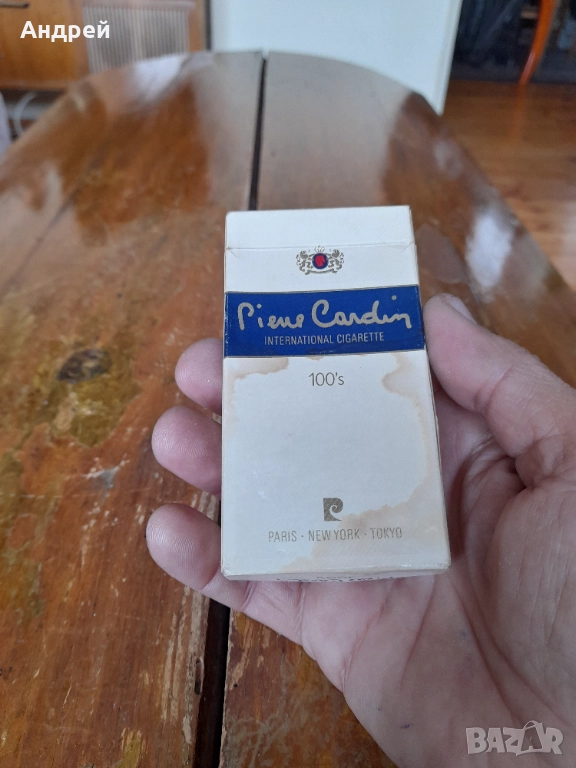 Андрей
Pierre Cardin
INTERNATIONAL CIGARETTE
100's
PARIS · NEW YORK · TOKYO
BAZAR